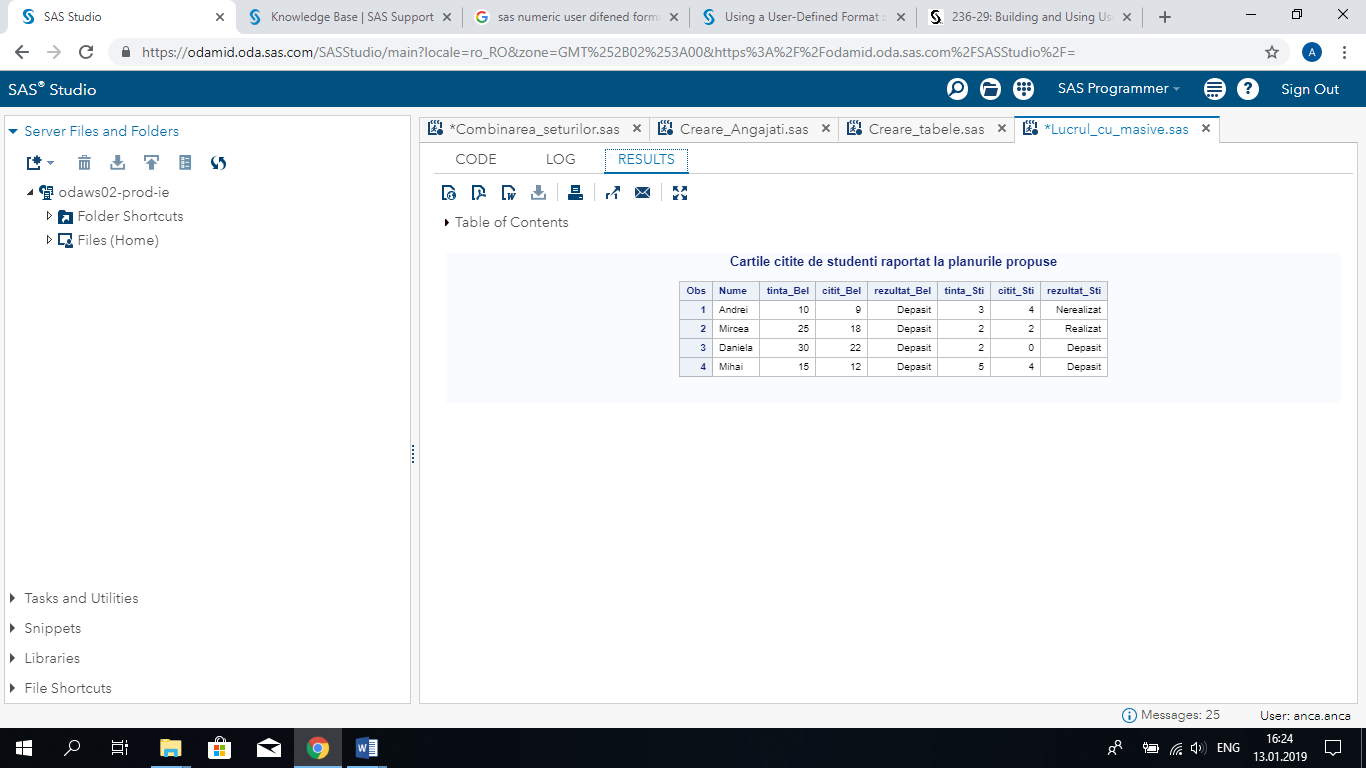 SAS Studio
Knowledge Base | SAS Support
sas numeric user difened form
Using a User-Defined Format
236-29: Building and Using Us
https://odamid.oda.sas.com/SASStudio/main?locale=ro_RO&zone=GMT%252B02%253A00&https%3A%2F%2Fodamid.oda.sas.com%2FSASStudio%2F=
A
SAS® Studio
SAS Programmer
Sign Out
Server Files and Folders
odaws02-prod-ie
Folder Shortcuts
Files (Home)
Tasks and Utilities
Snippets
Libraries
File Shortcuts
*Combinarea_seturilor.sas
Creare_Angajati.sas
Creare_tabele.sas
*Lucrul_cu_masive.sas
CODE LOG RESULTS
Table of Contents
Cartile citite de studenti raportat la planurile propuse
Obs Nume tinta_Bel citit_Bel rezultat_Bel tinta_Sti citit_Sti rezultat_Sti
1 Andrei 10 9 Depasit 3 4 Nerealizat
2 Mircea 25 18 Depasit 2 2 Realizat
3 Daniela 30 22 Depasit 2 0 Depasit
4 Mihai 15 12 Depasit 5 4 Depasit
Messages: 25
User: anca.anca
ENG
16:24
13.01.2019